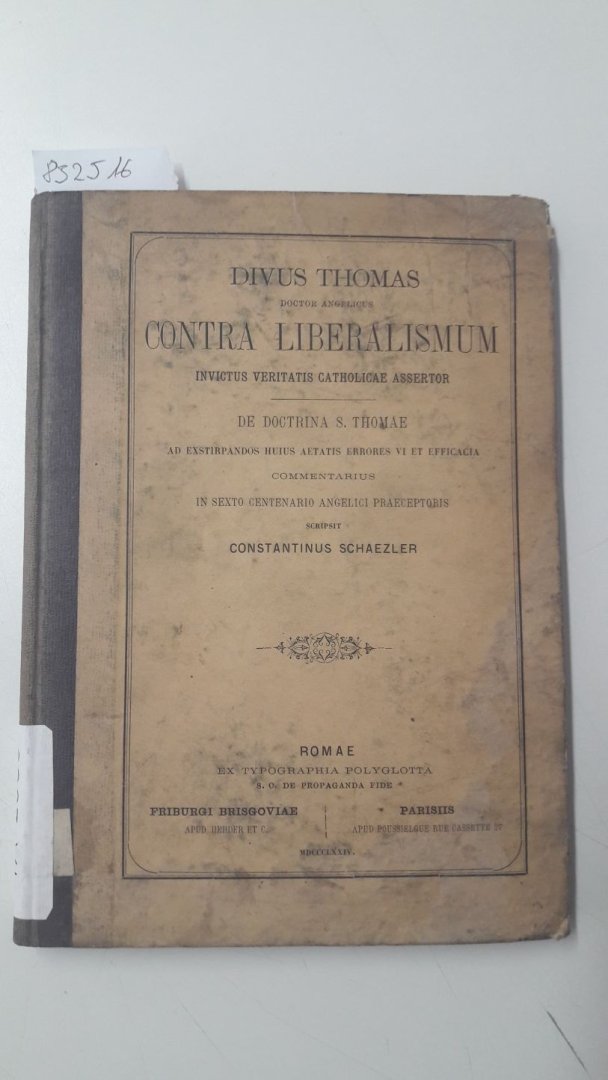 852516
DIVUS THOMAS
DOCTOR ANGELICUS
CONTRA LIBERALISMUM
INVICTUS VERITATIS CATHOLICAE ASSERTOR
DE DOCTRINA S. THOMAE
AD EXSTIRPANDOS HUIUS AETATIS ERRORES VI ET EFFICACIA
COMMENTARIUS
IN SEXTO CENTENARIO ANGELICI PRAECEPTORIS
SCRIPSIT
CONSTANTINUS SCHAEZLER
ROMAE
EX TYPOGRAPHIA POLYGLOTTA
S. C. DE PROPAGANDA FIDE
FRIBURGI BRISGOVIAE
APUD HERDER ET C.
PARISIIS
APUD POUSSIELGUE RUE CASSETTE 27
MDCCCLXXIV.